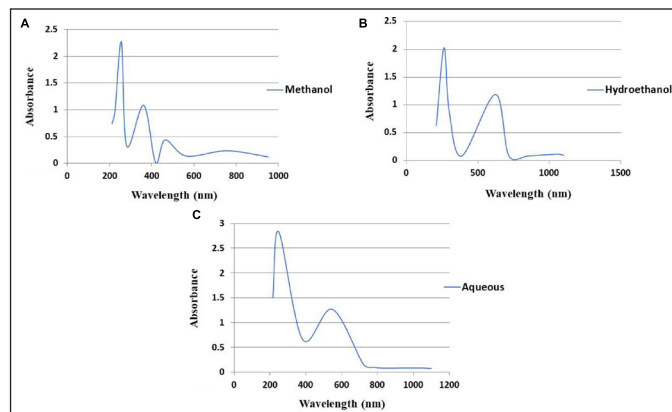 A
2.5
2
1.5
1
0.5
0
0 200 400 600 800 1000
Absorbance
Wavelength (nm)
Methanol
B
2.5
2
1.5
1
0.5
0
0 500 1000 1500
Absorbance
Wavelength (nm)
Hydroethanol
C
3
2.5
2
1.5
1
0.5
0
0 200 400 600 800 1000 1200
Absorbance
Wavelength (nm)
Aqueous